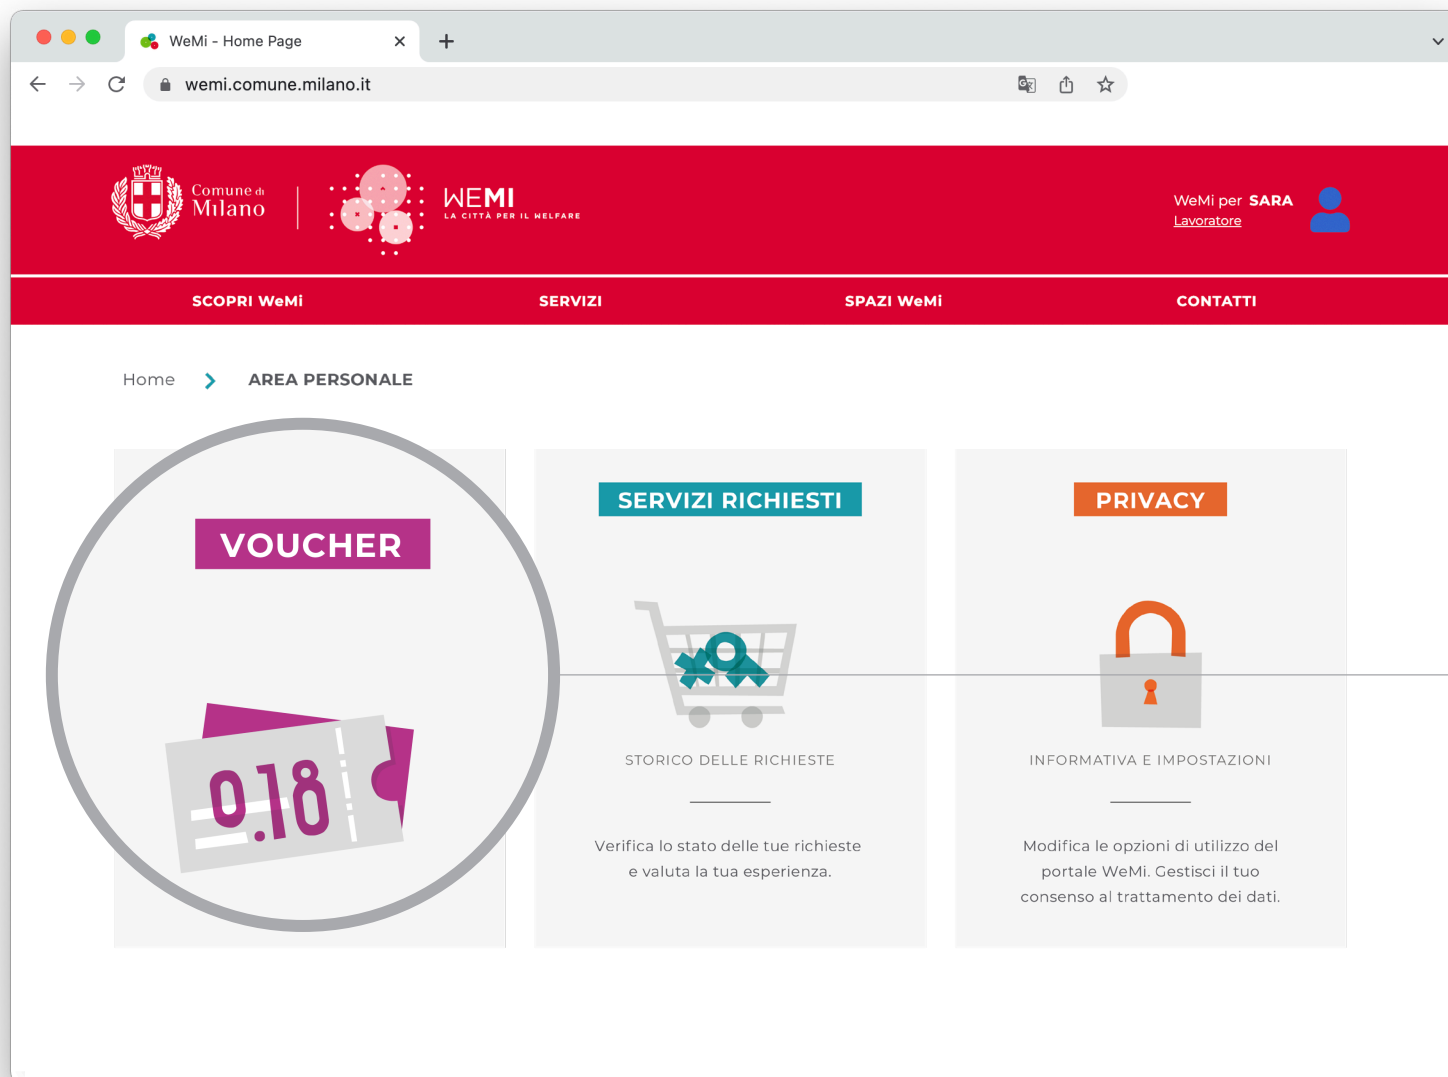 WeMi - Home Page
wemi.comune.milano.it
Comune di
Milano
WEMI
LA CITTÀ PER IL WELFARE
WeMi per SARA
Lavoratore
SCOPRI WeMi
SERVIZI
SPAZI WeMi
CONTATTI
Home
AREA PERSONALE
VOUCHER
0.18
SERVIZI RICHIESTI
STORICO DELLE RICHIESTE
Verifica lo stato delle tue richieste
e valuta la tua esperienza.
PRIVACY
INFORMATIVA E IMPOSTAZIONI
Modifica le opzioni di utilizzo del
portale WeMi. Gestisci il tuo
consenso al trattamento dei dati.